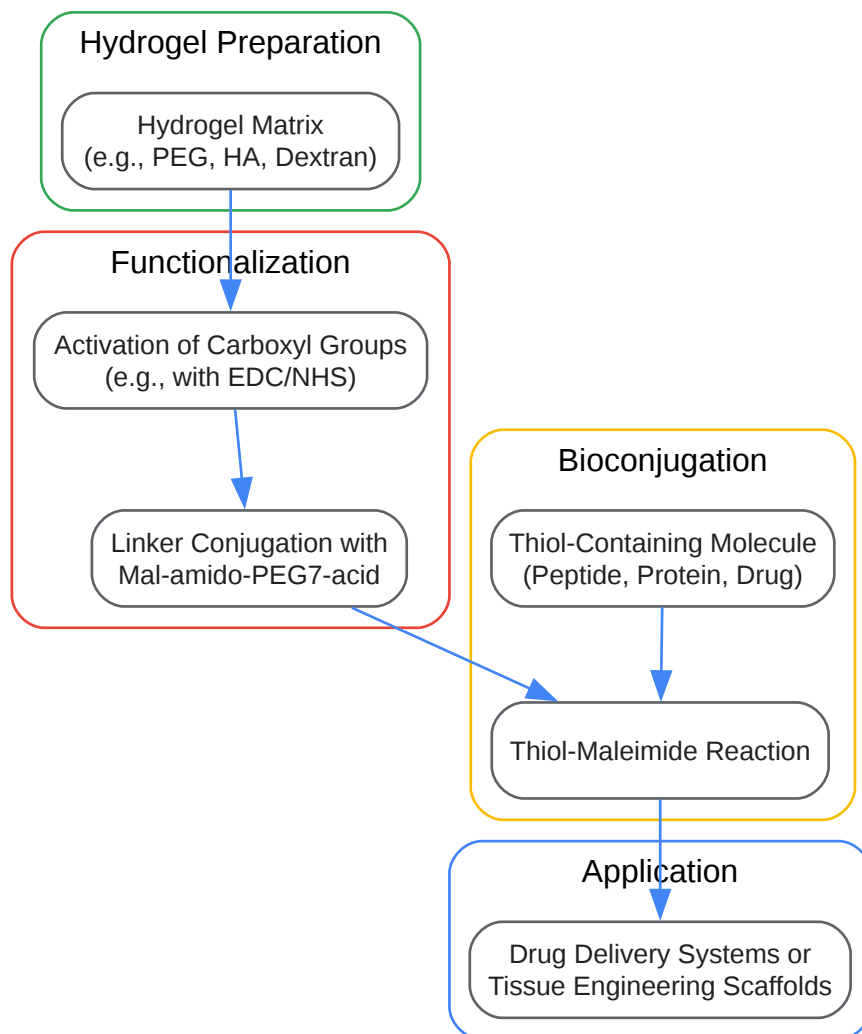 Hydrogel Preparation
Hydrogel Matrix
(e.g., PEG, HA, Dextran)
Functionalization
Activation of Carboxyl Groups
(e.g., with EDC/NHS)
Linker Conjugation with
Mal-amido-PEG7-acid
Bioconjugation
Thiol-Containing Molecule
(Peptide, Protein, Drug)
Thiol-Maleimide Reaction
Application
Drug Delivery Systems or
Tissue Engineering Scaffolds